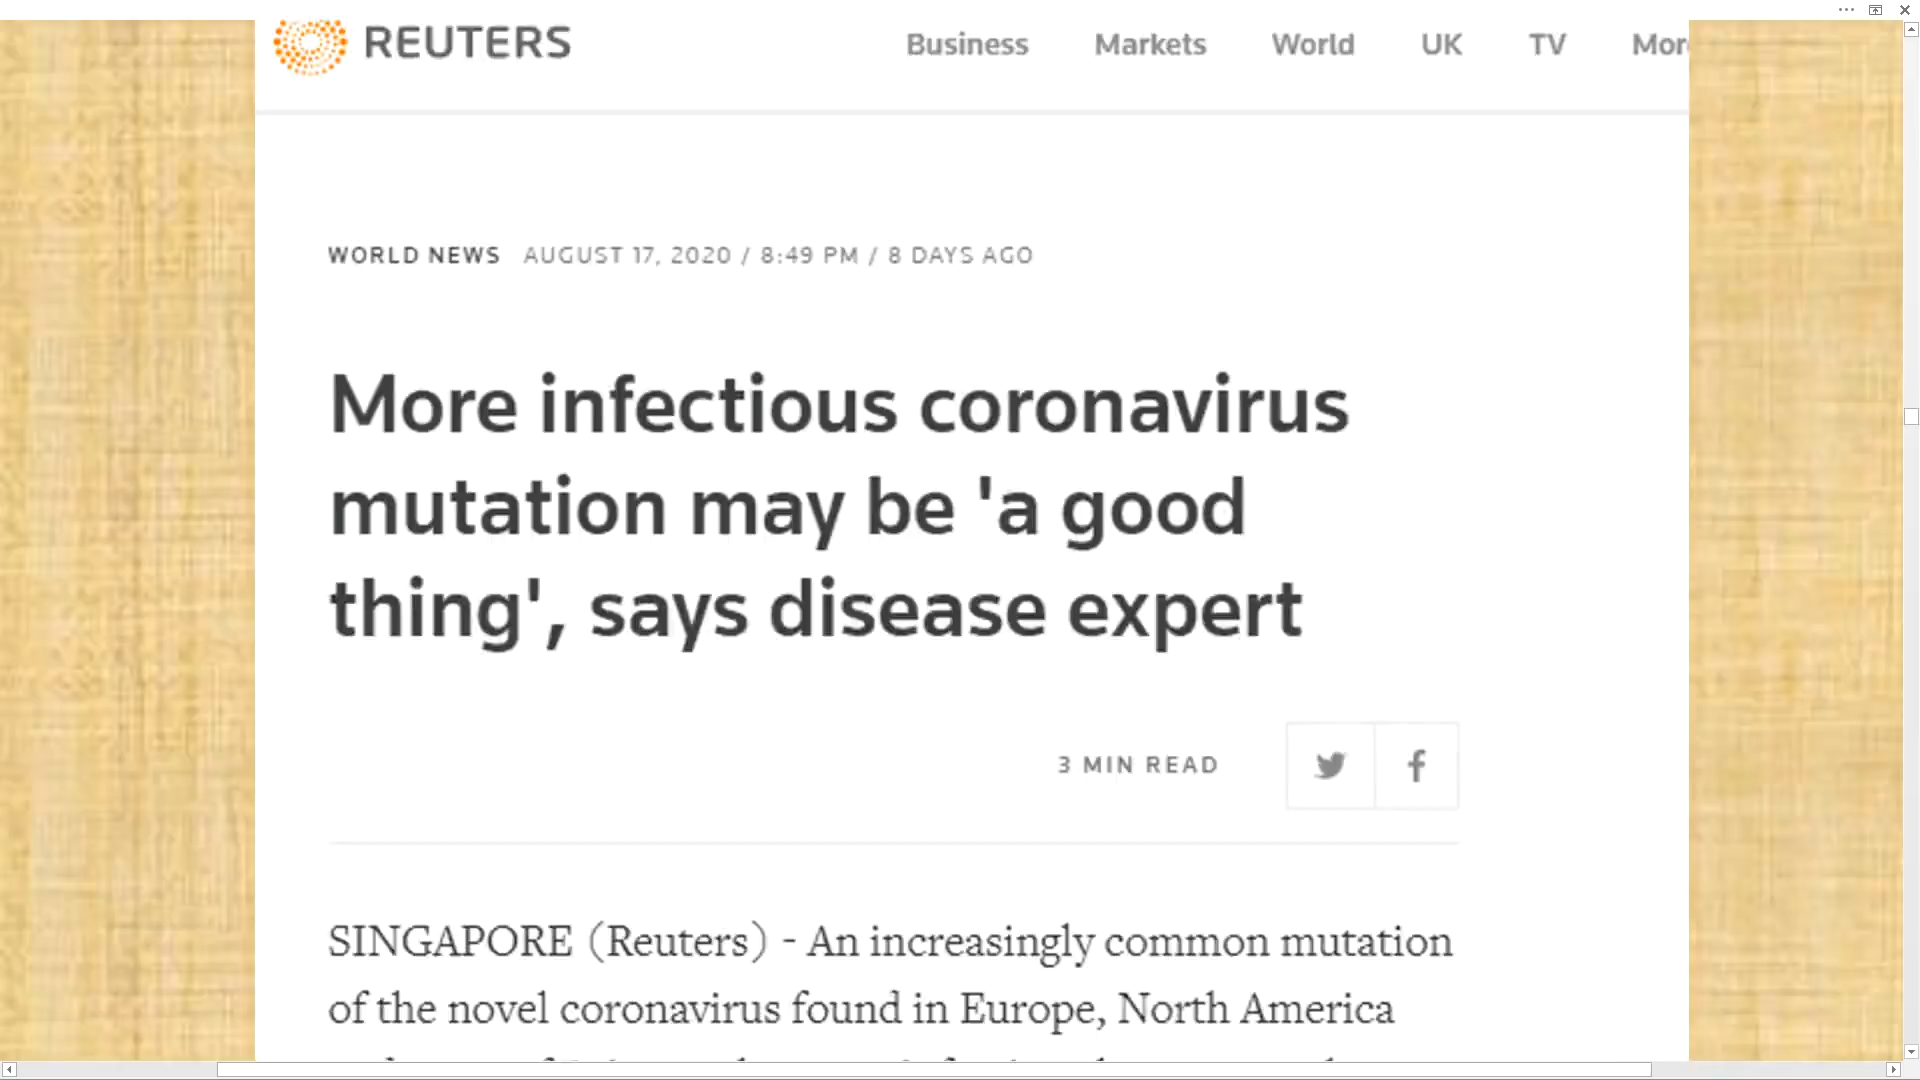 REUTERS
Business Markets World UK TV
WORLD NEWS AUGUST 17, 2020 / 8:49 PM / 8 DAYS AGO
More infectious coronavirus
mutation may be 'a good
thing', says disease expert
3 MIN READ
SINGAPORE (Reuters) - An increasingly common mutation
of the novel coronavirus found in Europe, North America